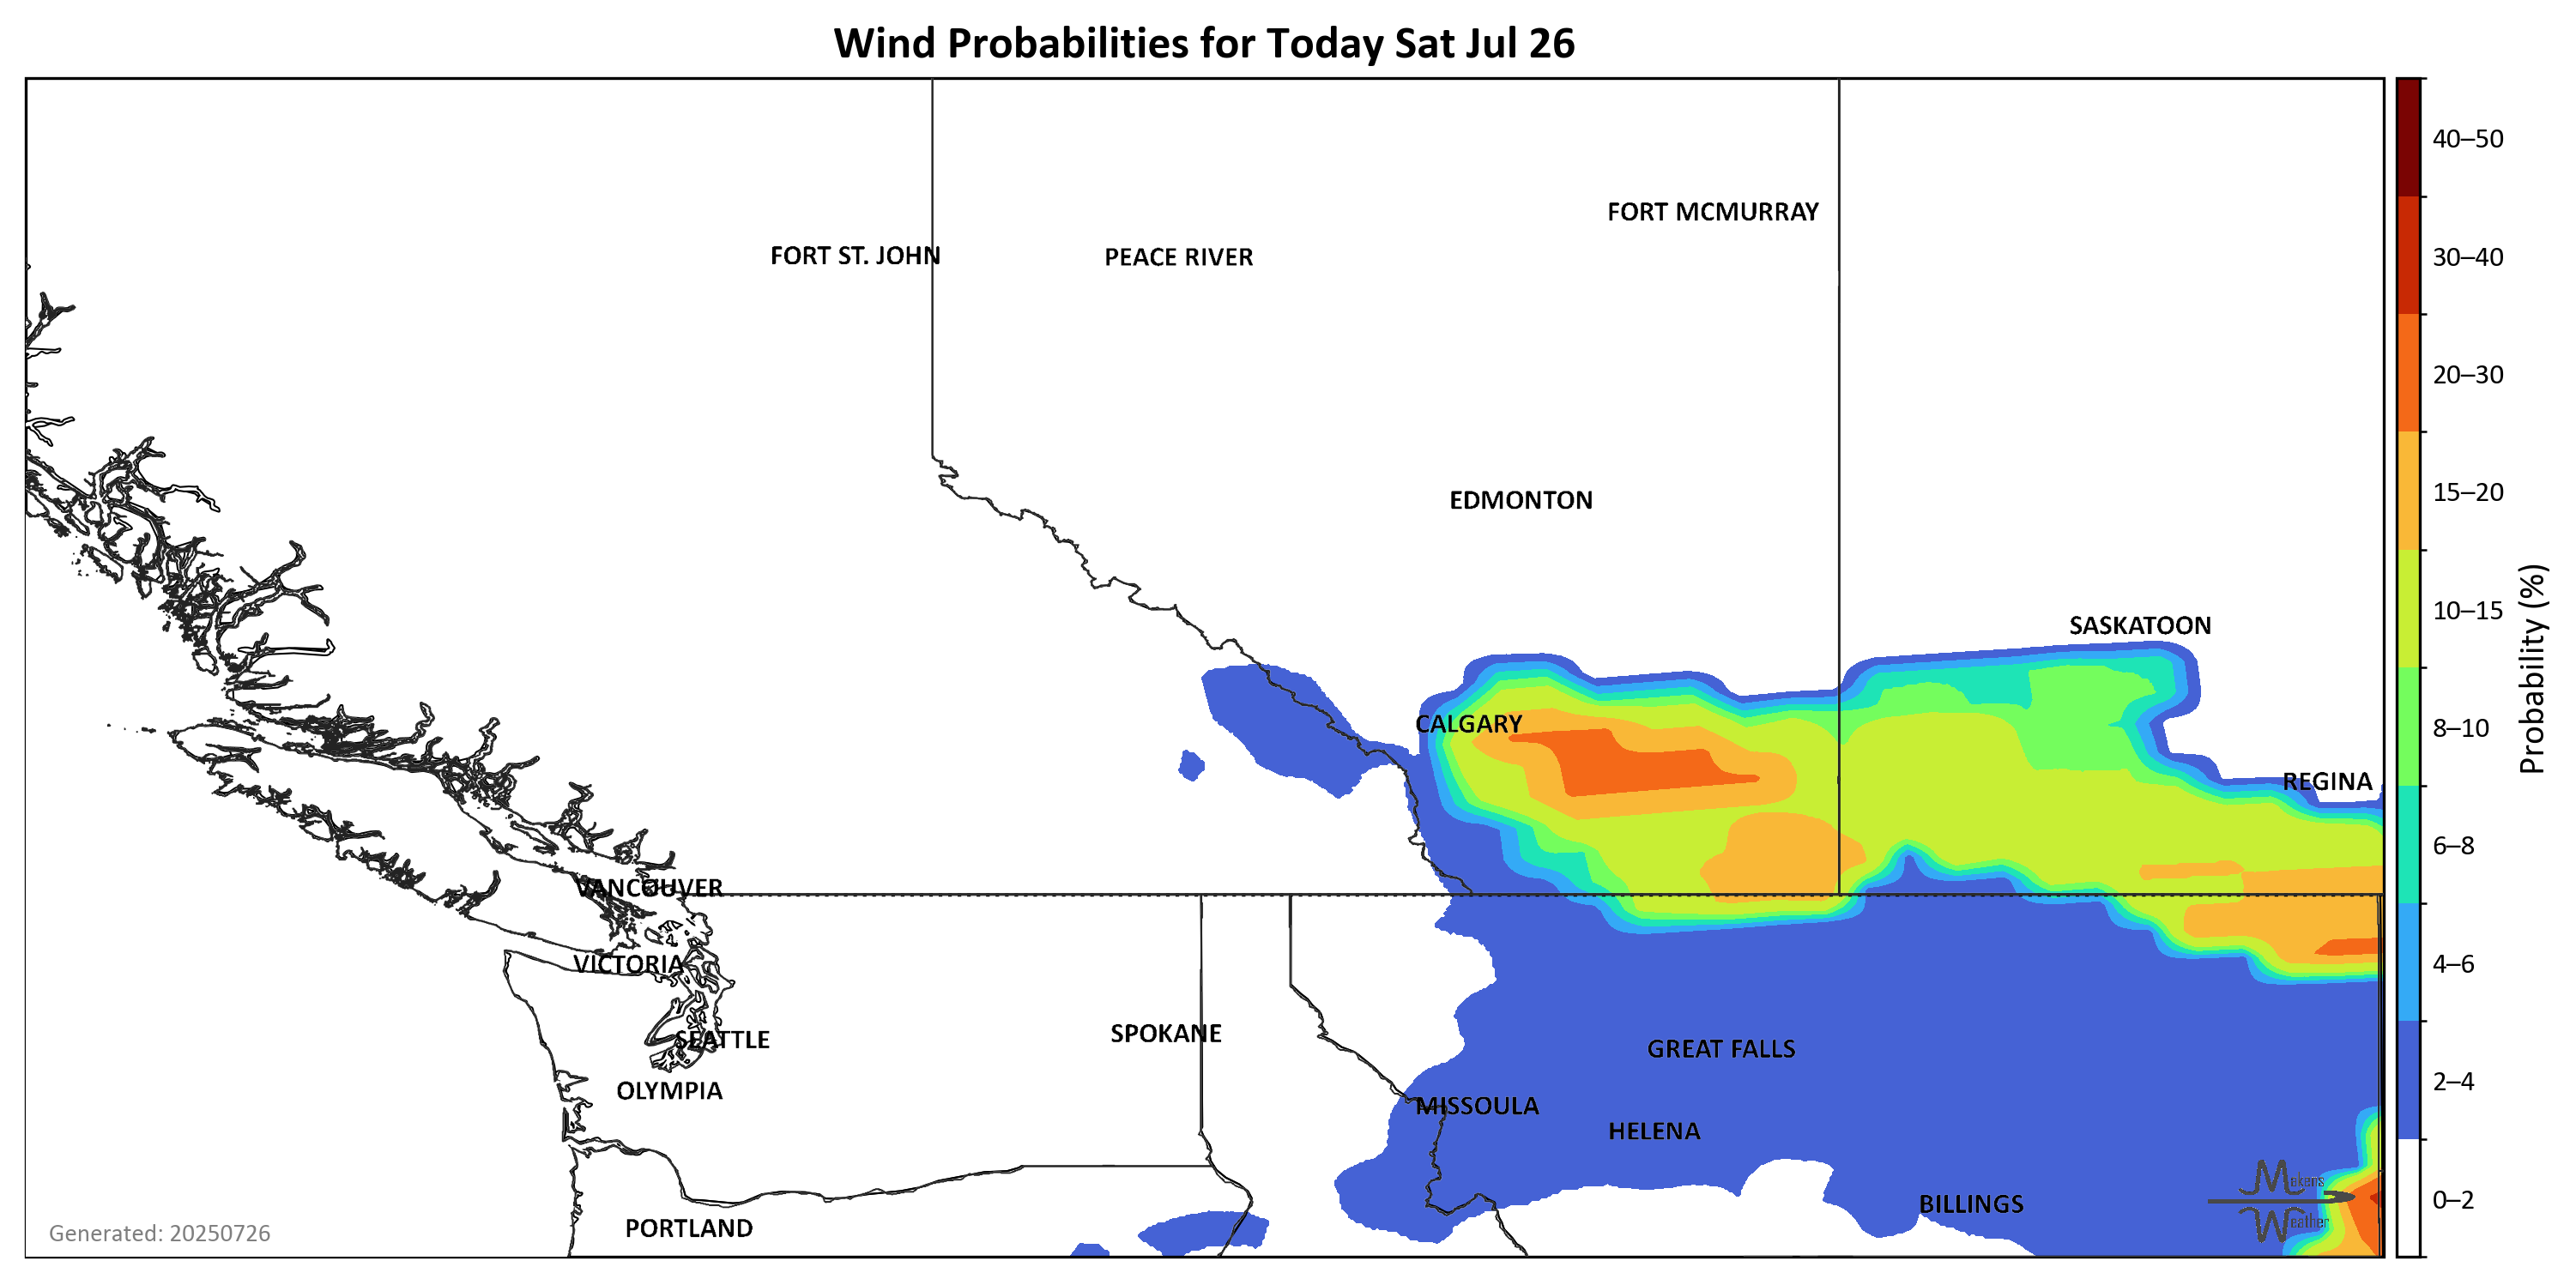 Wind Probabilities for Today Sat Jul 26
40–50
FORT MCMURRAY
FORT ST. JOHN
PEACE RIVER
30–40
20–30
EDMONTON
15–20
10–15
SASKATOON
Probability (%)
CALGARY
8–10
REGINA
6–8
VANCOUVER
VICTORIA
4–6
SPOKANE
SEATTLE
GREAT FALLS
2–4
OLYMPIA
MISSOULA
HELENA
Makers
0–2
BILLINGS
Weather
PORTLAND
Generated: 20250726